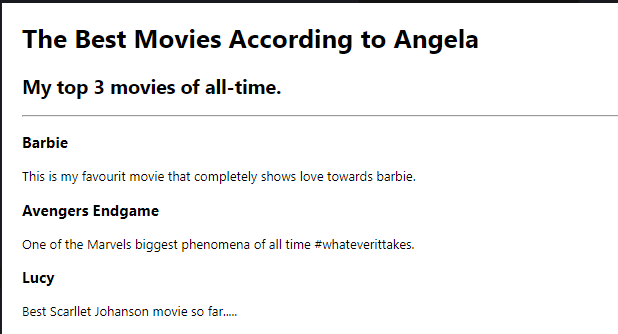 The Best Movies According to Angela
My top 3 movies of all-time.
Barbie
This is my favourit movie that completely shows love towards barbie.
Avengers Endgame
One of the Marvels biggest phenomena of all time #whateverittakes.
Lucy
Best Scarllet Johanson movie so far.....